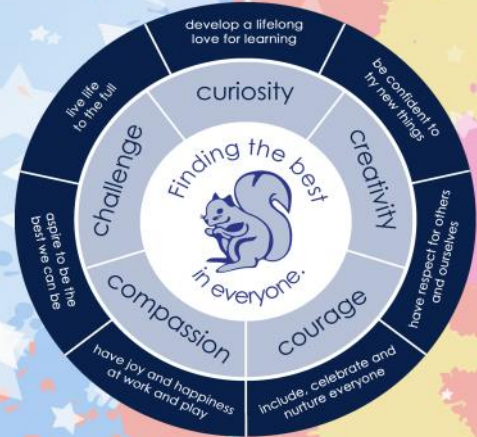 Finding the best
in everyone.
curiosity
creativity
courage
compassion
challenge
develop a lifelong
love for learning
be confident to
try new things
have respect for others
and ourselves
include, celebrate and
nurture everyone
have joy and happiness
at work and play
aspire to be the
best we can be
live life
to the full